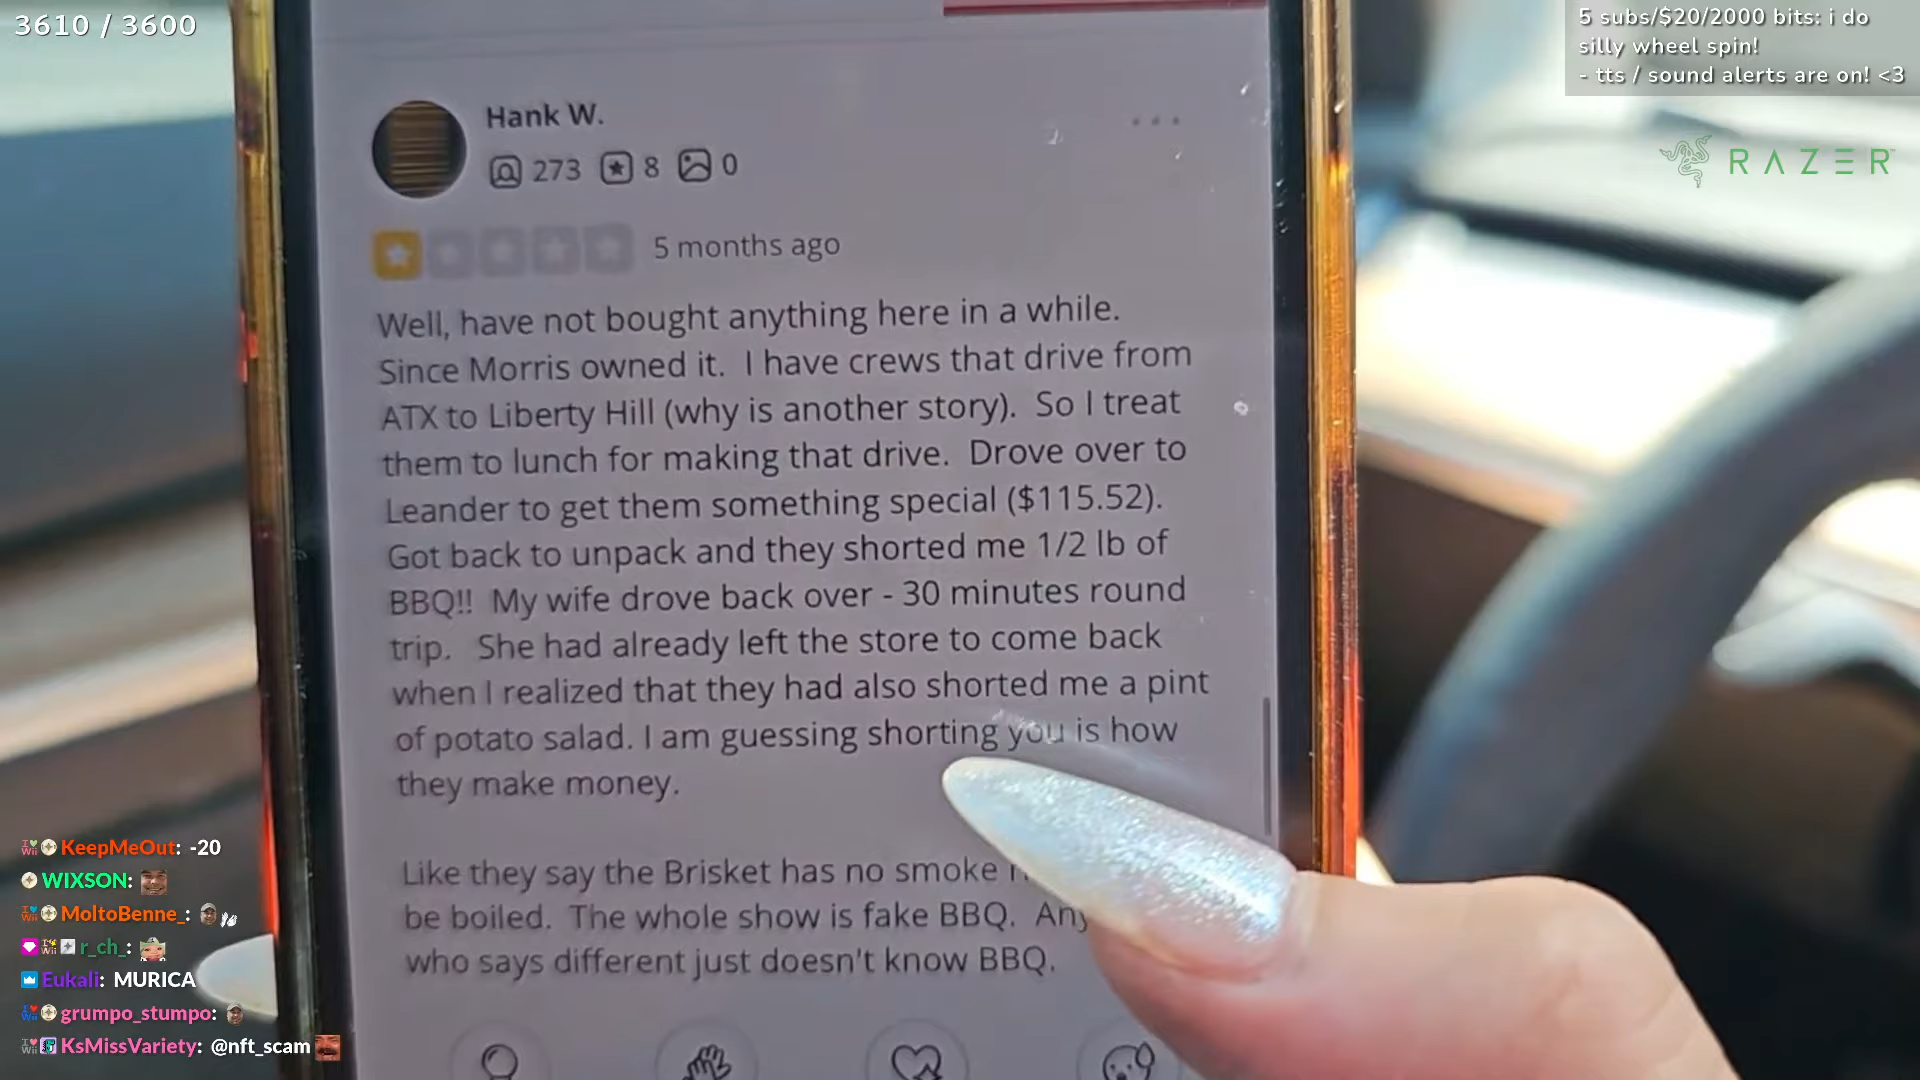 3610 / 3600
5 subs/$20/2000 bits: i do
silly wheel spin!
- tts / sound alerts are on! <3
RAZER
Hank W.
273 8 0
5 months ago
Well, have not bought anything here in a while.
Since Morris owned it. I have crews that drive from
ATX to Liberty Hill (why is another story). So I treat
them to lunch for making that drive. Drove over to
Leander to get them something special ($115.52).
Got back to unpack and they shorted me 1/2 lb of
BBQ!! My wife drove back over - 30 minutes round
trip. She had already left the store to come back
when I realized that they had also shorted me a pint
of potato salad. I am guessing shorting you is how
they make money.
Like they say the Brisket has no smoke
be boiled. The whole show is fake BBQ.
who says different just doesn't know BBQ.
KeepMeOut: -20
WIXSON:
MoltoBenne_:
r_ch_:
Eukali: MURICA
grumpo_stumpo:
KsMissVariety: @nft_scam